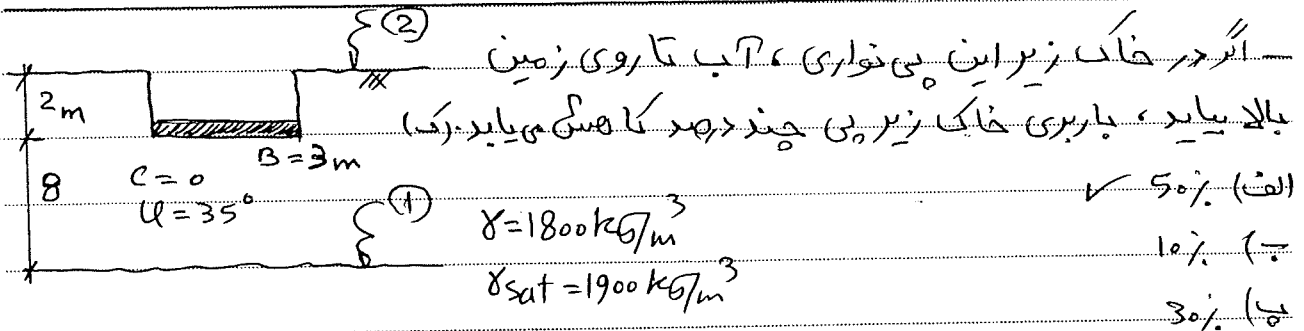 ②
- اگر در خاک زیر این پی نواری ، آب تا روی زمین
2m
بالا بیاید ، باربری خاک زیر پی چند درصد کاهش می‌یابد.
B=3m
8
C=0
φ=35°
①
γ=1800 kg/m³
γsat=1900 kg/m³
الف) 50٪ ✓
ب) 10٪
پ) 30٪